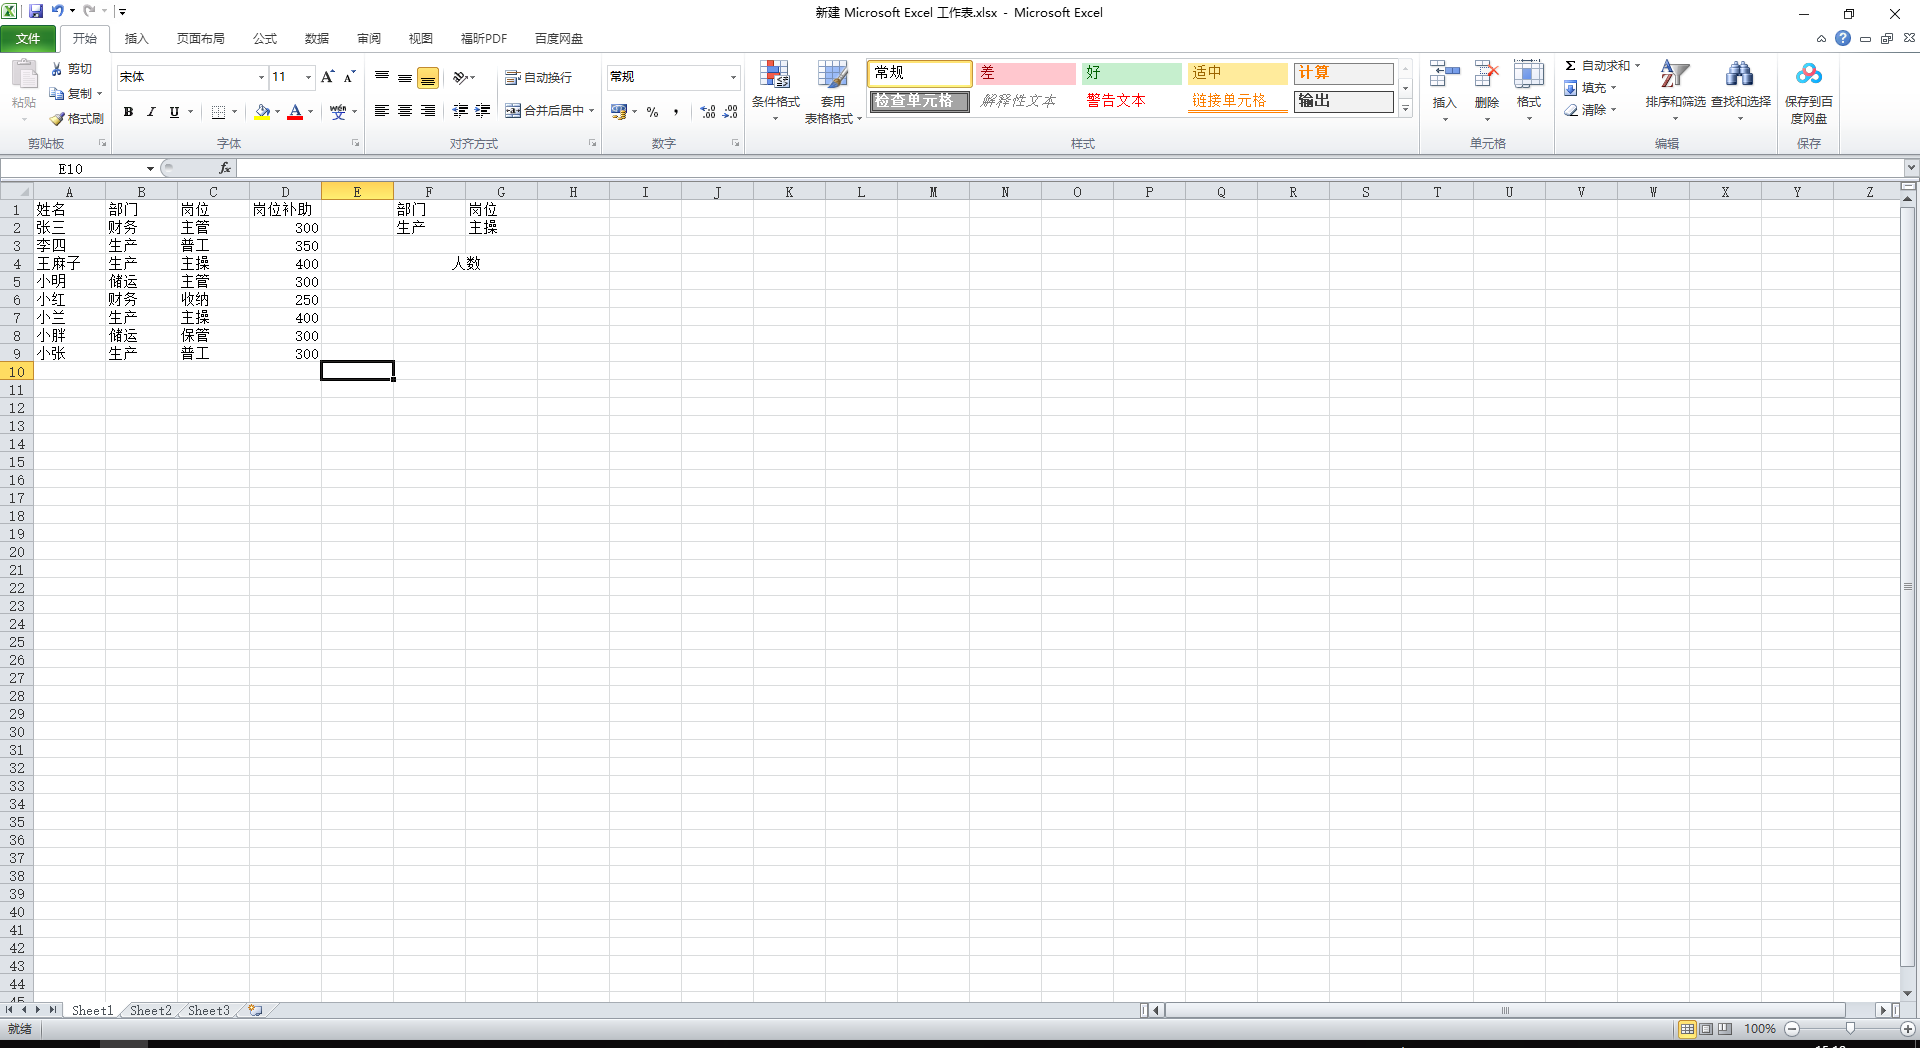 新建 Microsoft Excel 工作表.xlsx - Microsoft Excel
文件 开始 插入 页面布局 公式 数据 审阅 视图 福昕PDF 百度网盘
粘贴 剪切 复制 格式刷 剪贴板
宋体 11 B I U 字体
自动换行 合并后居中 对齐方式
常规 % 数字
条件格式 套用表格格式 常规 差 好 适中 计算
检查单元格 解释性文本 警告文本 链接单元格 输出 样式
插入 删除 格式 单元格
Σ 自动求和 填充 清除 排序和筛选 查找和选择 编辑
保存到百度网盘 保存
E10 fx
A B C D E F G H I J K L M N O P Q R S T U V W X Y Z
1 姓名 部门 岗位 岗位补助 部门 岗位
2 张三 财务 主管 300 生产 主操
3 李四 生产 普工 350
4 王麻子 生产 主操 400 人数
5 小明 储运 主管 300
6 小红 财务 收纳 250
7 小兰 生产 主操 400
8 小胖 储运 保管 300
9 小张 生产 普工 300
10
11
12
13
14
15
16
17
18
19
20
21
22
23
24
25
26
27
28
29
30
31
32
33
34
35
36
37
38
39
40
41
42
43
44
45
Sheet1 Sheet2 Sheet3
就绪 100%